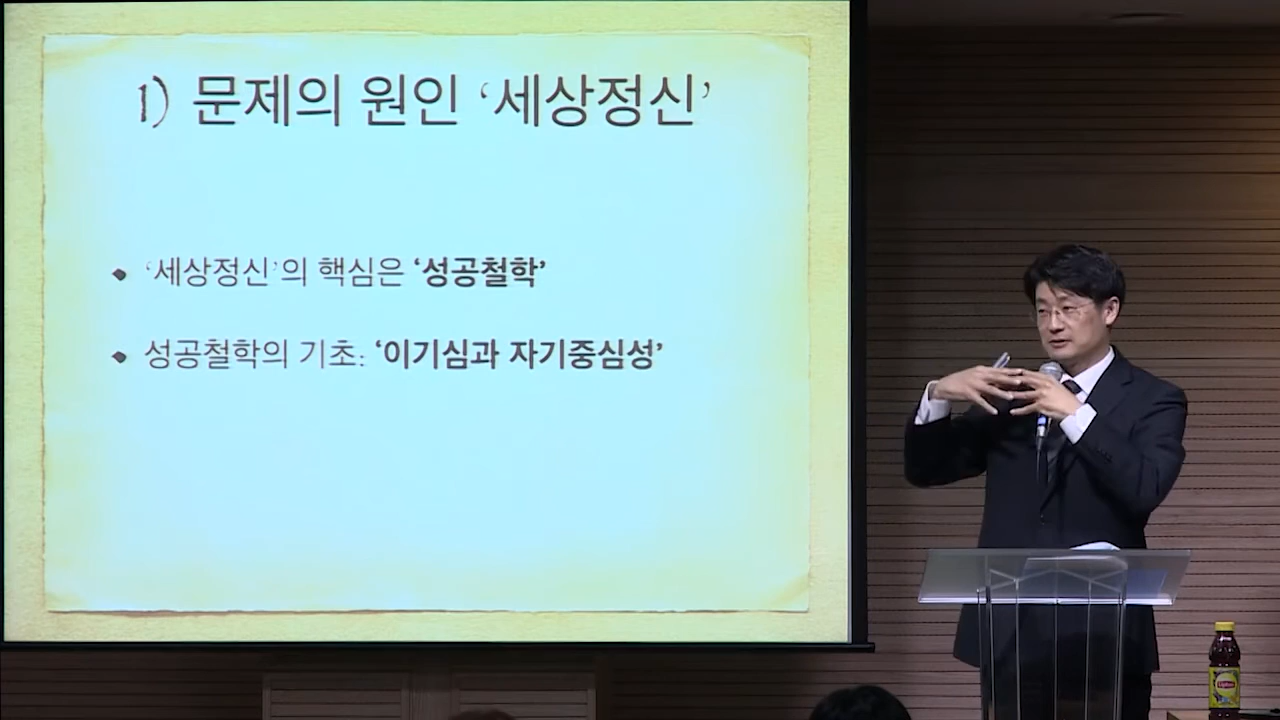 1) 문제의 원인 ‘세상정신’
‘세상정신’의 핵심은 ‘성공철학’
성공철학의 기초: ‘이기심과 자기중심성’
Lipton